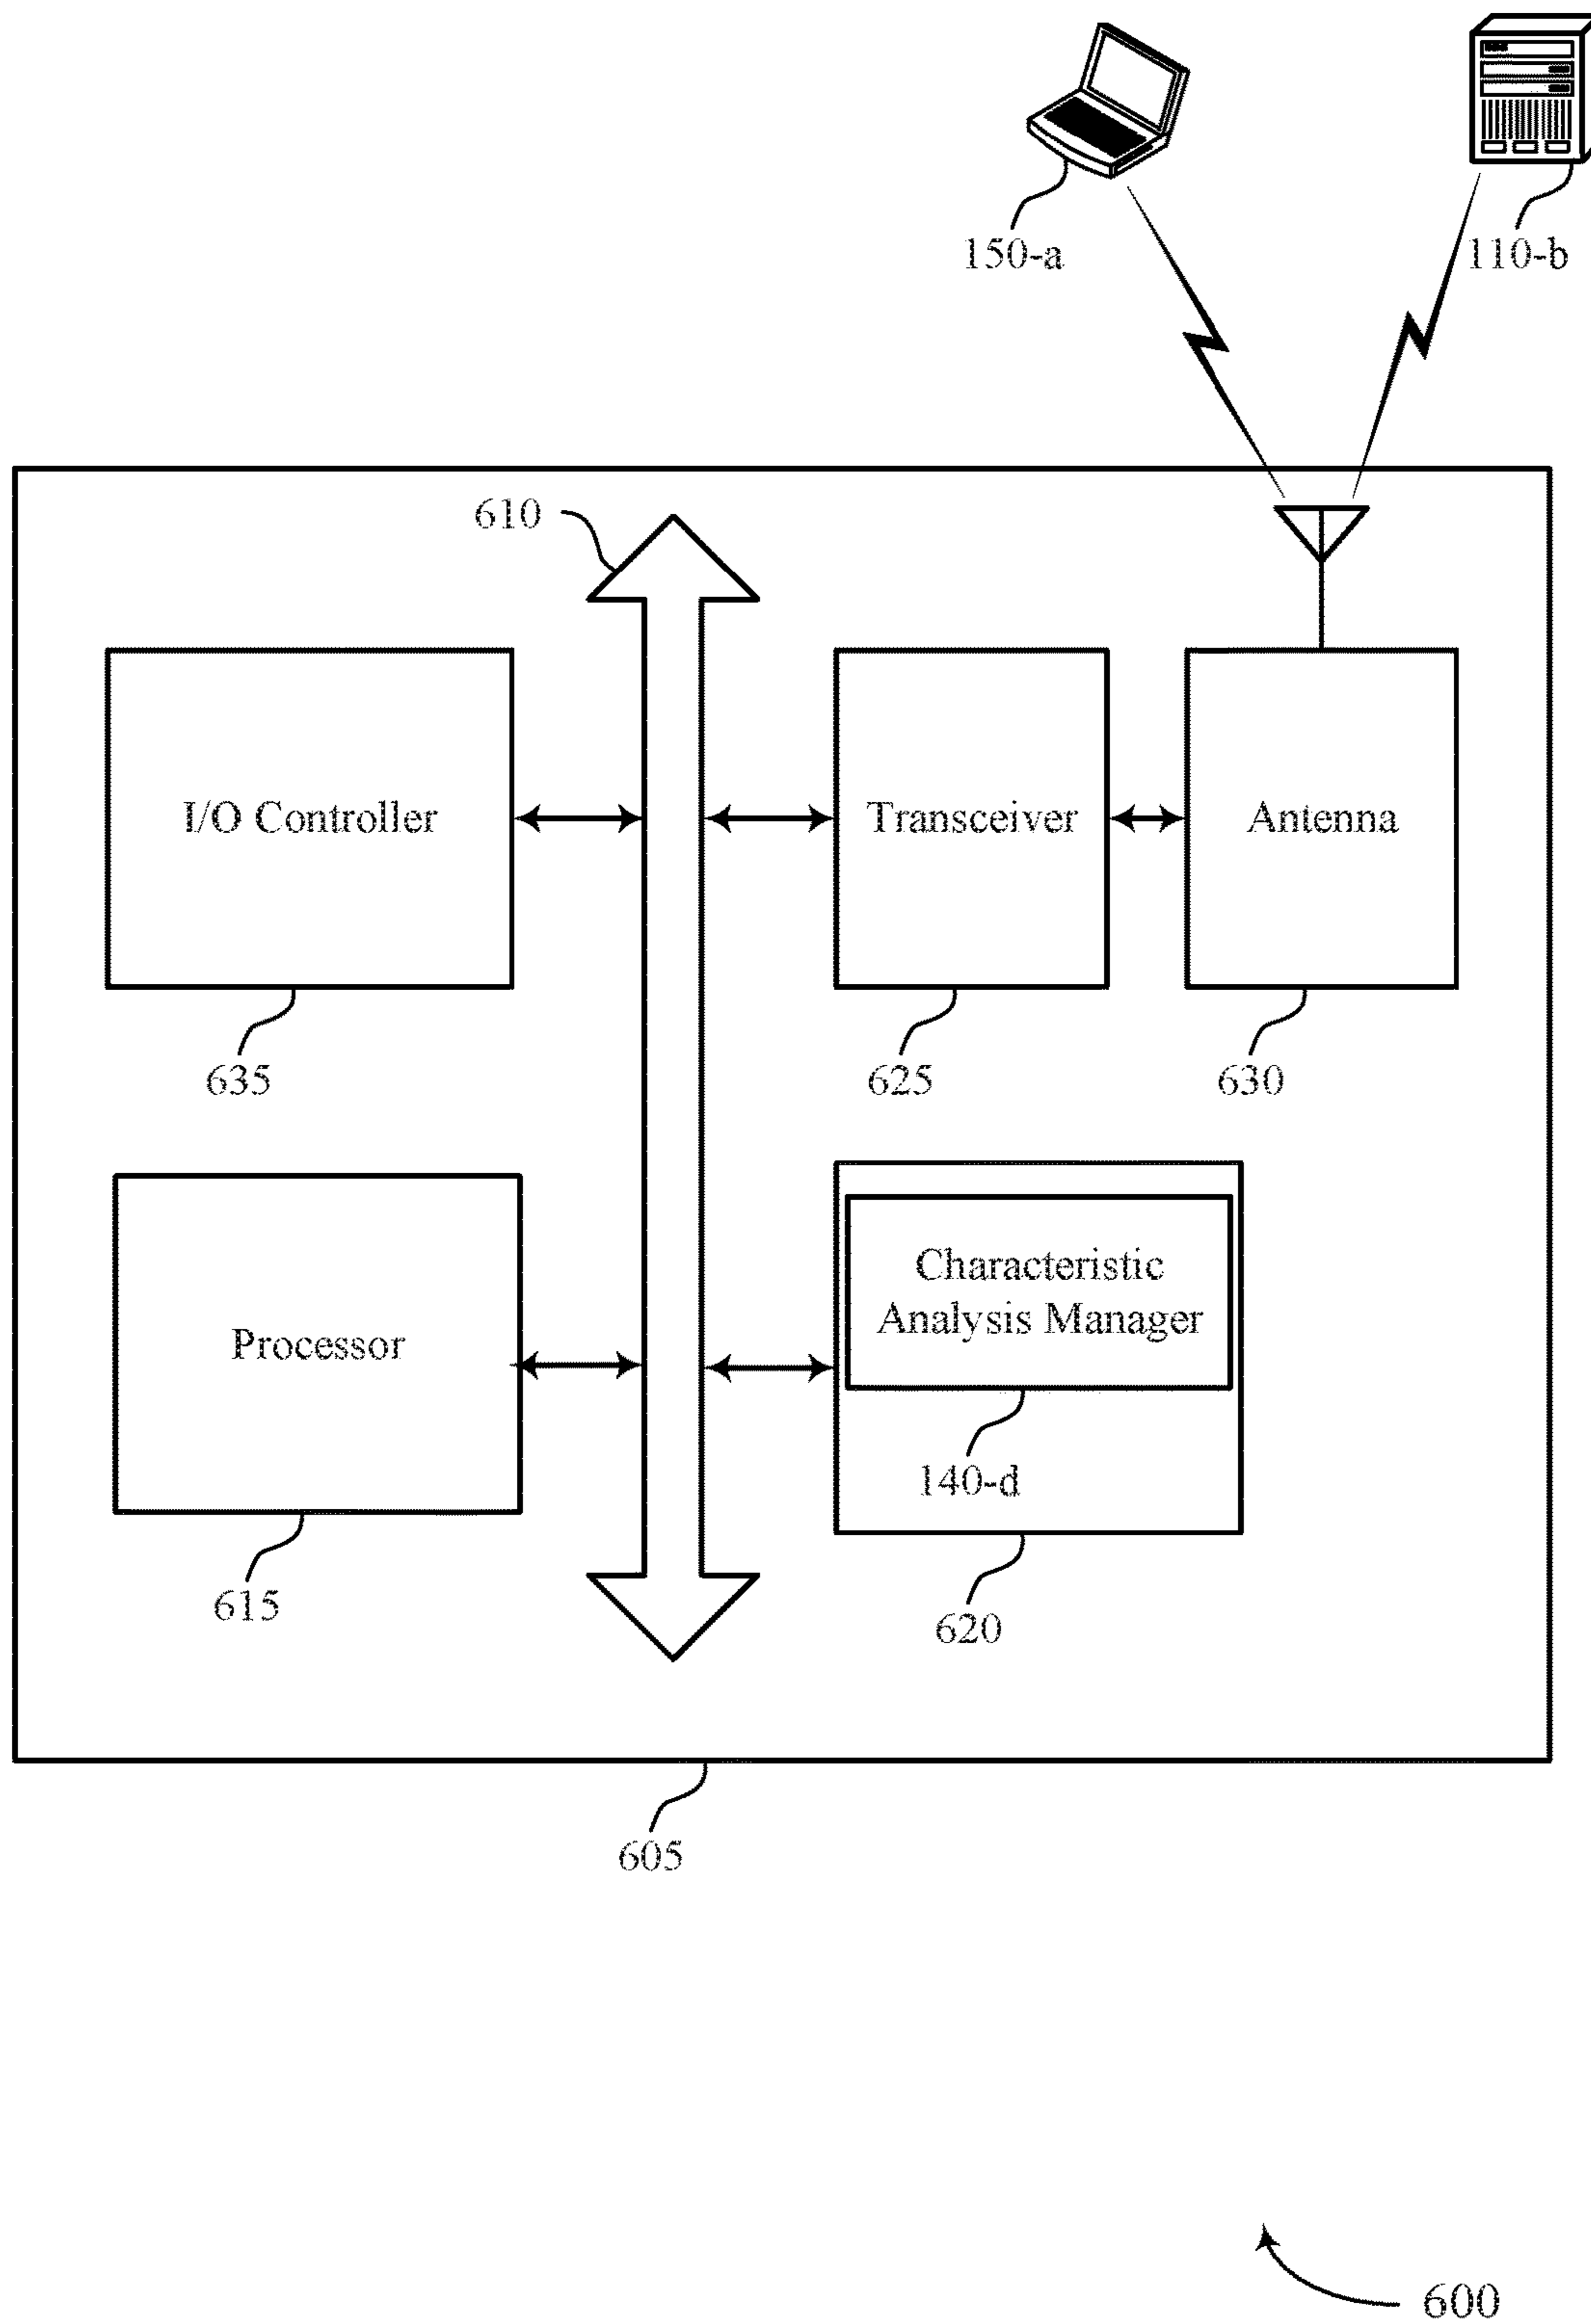 150-a
110-b
610
I/O Controller
Transceiver
Antenna
635
625
630
Processor
Characteristic
Analysis Manager
140-d
615
620
605
600